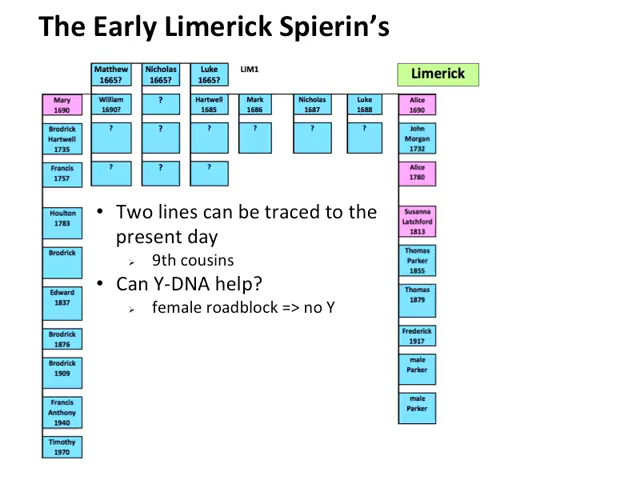 The Early Limerick Spierin's
Matthew
1665?
Nicholas
1665?
Luke
1665?
LIM1
Limerick
Mary
1690
William
1690?
?
Hartwell
1685
Mark
1686
Nicholas
1687
Luke
1688
Alice
1690
Brodrick
Hartwell
1735
?
?
?
?
?
?
John
Morgan
1732
Francis
1757
?
?
?
Alice
1780
Houlton
1783
Susanna
Latchford
1813
Brodrick
Thomas
Parker
1855
Edward
1837
Thomas
1879
Brodrick
1876
Frederick
1917
Brodrick
1909
male
Parker
Francis
Anthony
1940
male
Parker
Timothy
1970
• Two lines can be traced to the
present day
➢ 9th cousins
• Can Y-DNA help?
➢ female roadblock => no Y